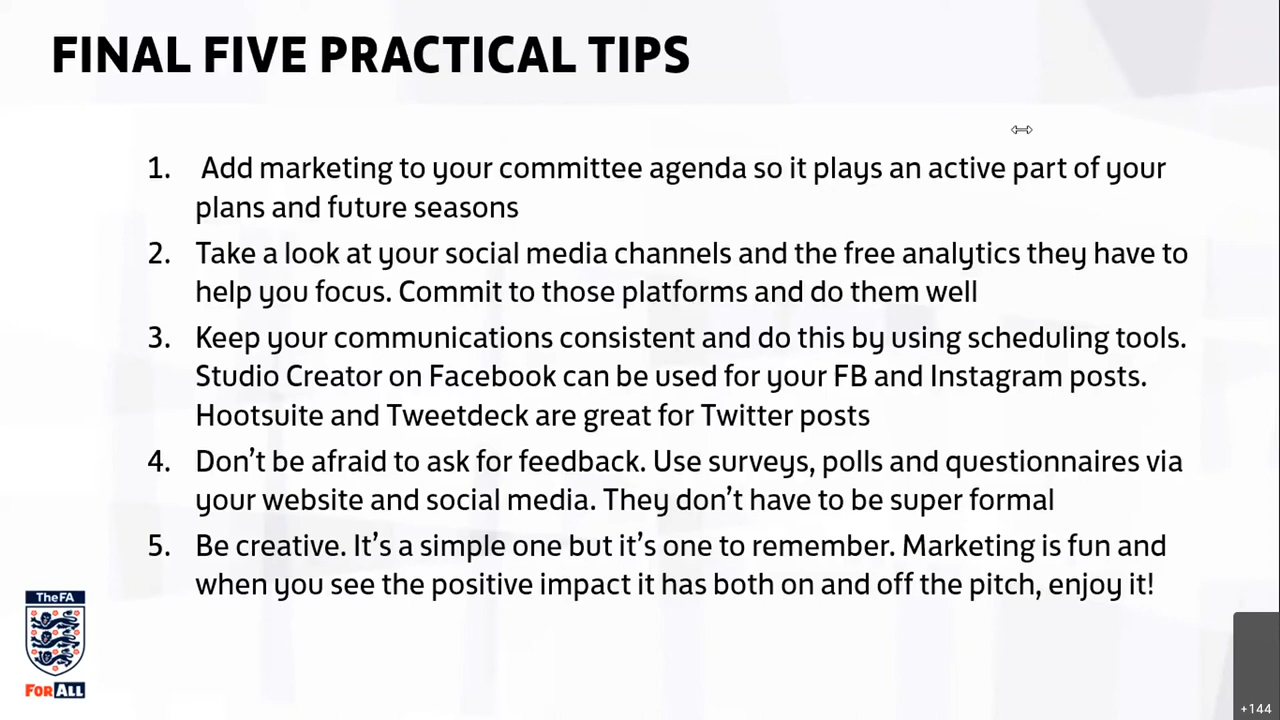 FINAL FIVE PRACTICAL TIPS
1. Add marketing to your committee agenda so it plays an active part of your
plans and future seasons
2. Take a look at your social media channels and the free analytics they have to
help you focus. Commit to those platforms and do them well
3. Keep your communications consistent and do this by using scheduling tools.
Studio Creator on Facebook can be used for your FB and Instagram posts.
Hootsuite and Tweetdeck are great for Twitter posts
4. Don’t be afraid to ask for feedback. Use surveys, polls and questionnaires via
your website and social media. They don’t have to be super formal
5. Be creative. It’s a simple one but it’s one to remember. Marketing is fun and
when you see the positive impact it has both on and off the pitch, enjoy it!
The FA
FOR ALL
+144